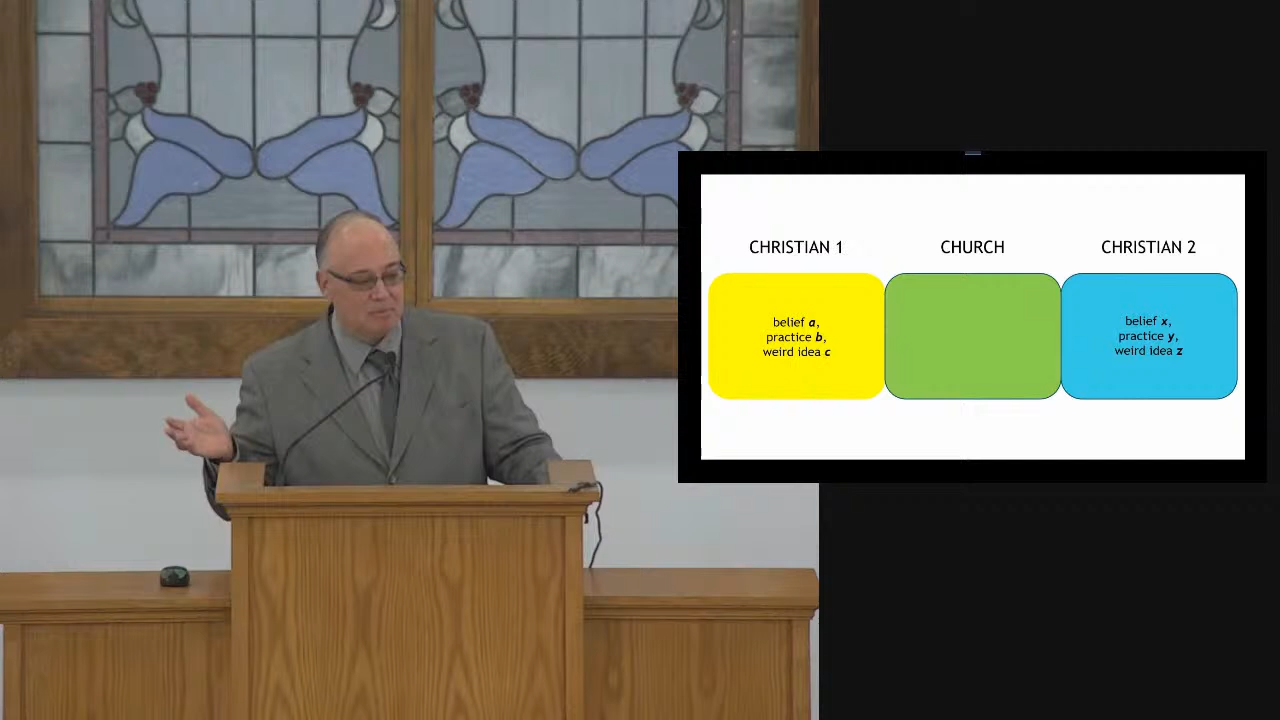 CHRISTIAN 1
CHURCH
CHRISTIAN 2
belief a,
practice b,
weird idea c
belief x,
practice y,
weird idea z